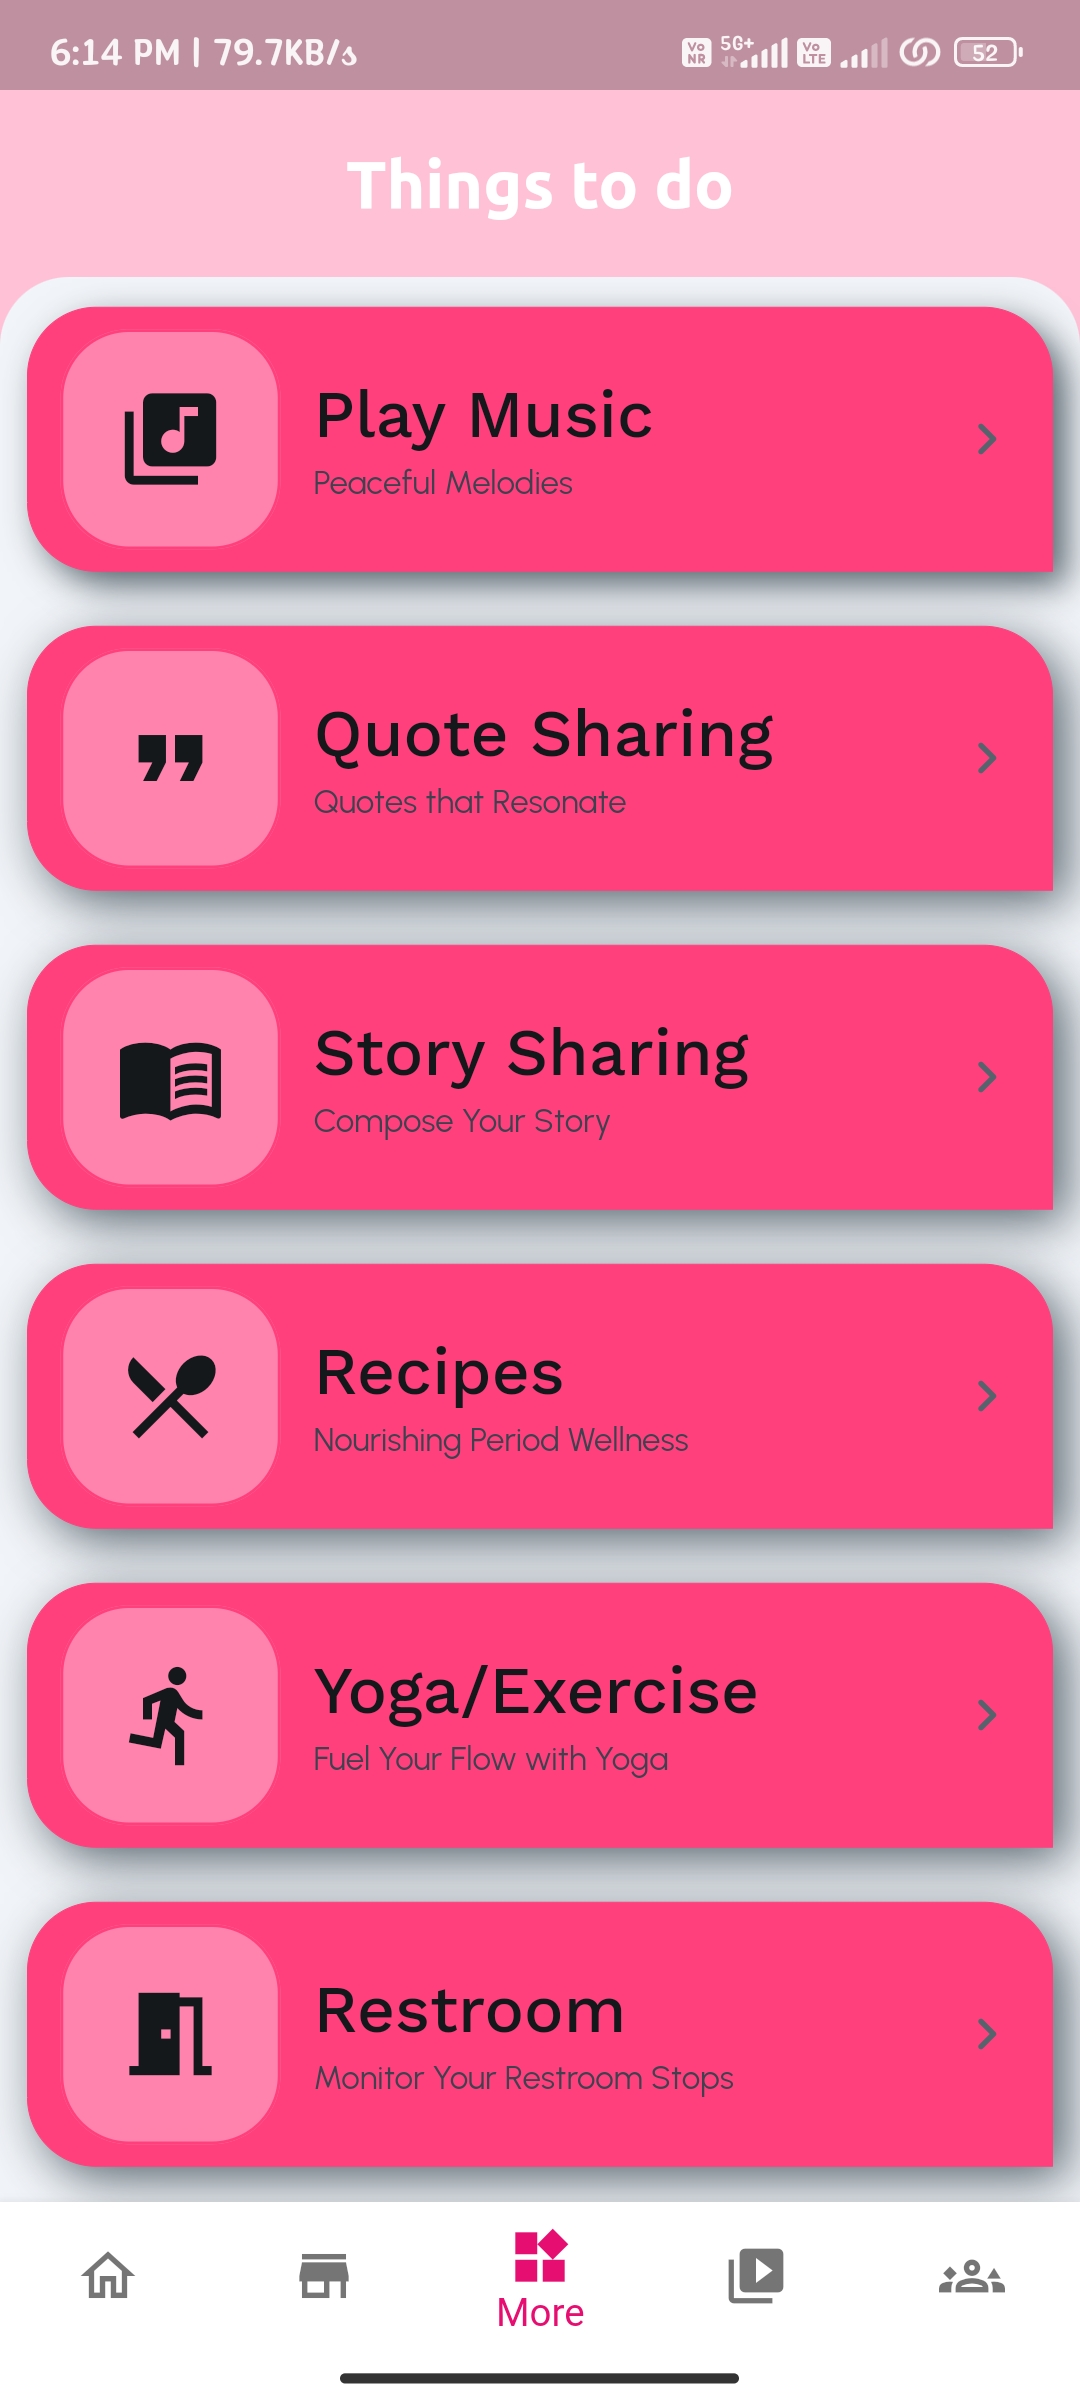 6:14 PM | 79.7KB/s
Vo NR 5G+ Vo LTE 52
Things to do
Play Music
Peaceful Melodies
Quote Sharing
Quotes that Resonate
Story Sharing
Compose Your Story
Recipes
Nourishing Period Wellness
Yoga/Exercise
Fuel Your Flow with Yoga
Restroom
Monitor Your Restroom Stops
More